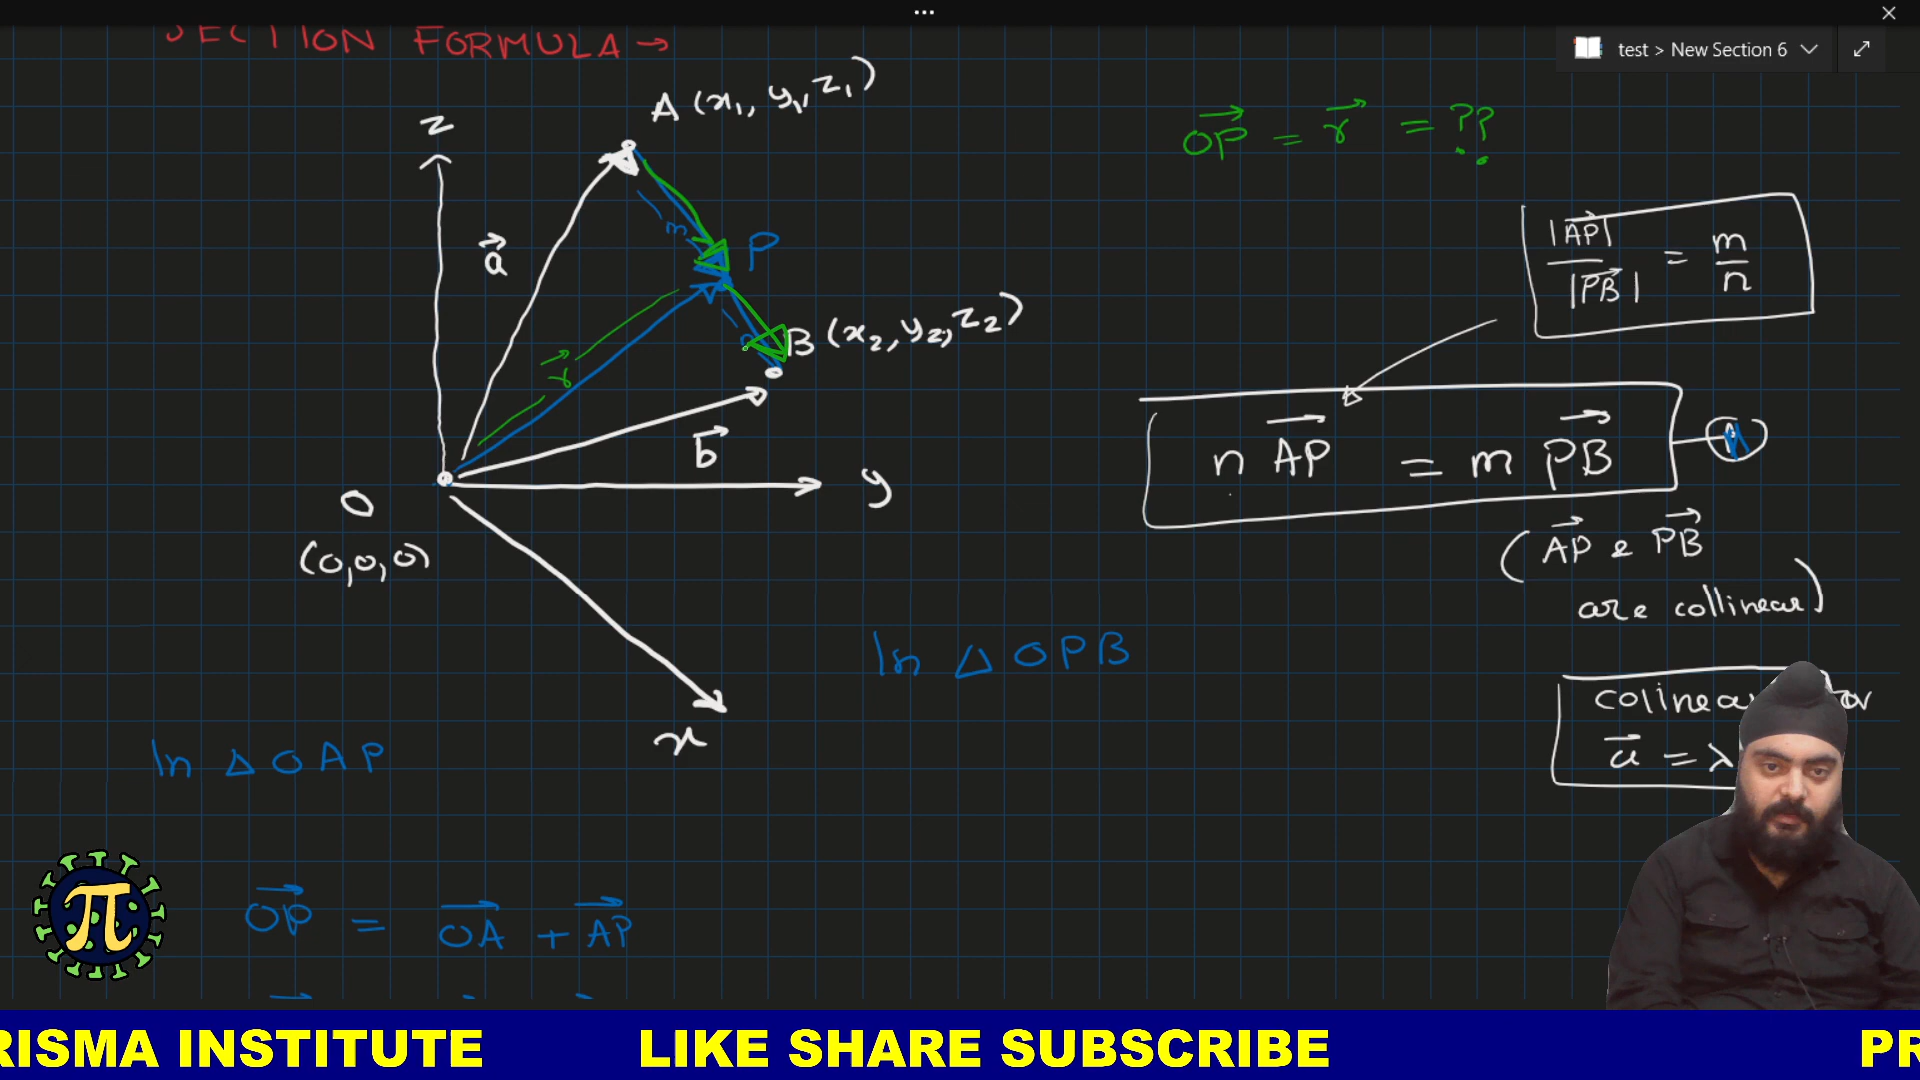 SECTION FORMULA →
test > New Section 6
A (x₁, y₁, z₁)
z
OP = r = ??
a
m
P
|AP| / |PB| = m / n
B (x₂, y₂, z₂)
r
b
n AP = m PB
y
O
(0,0,0)
(AP & PB
are collinear)
In △ OPB
x
a = λ
In △ OAP
π
OP = OA + AP
RISMA INSTITUTE LIKE SHARE SUBSCRIBE PR